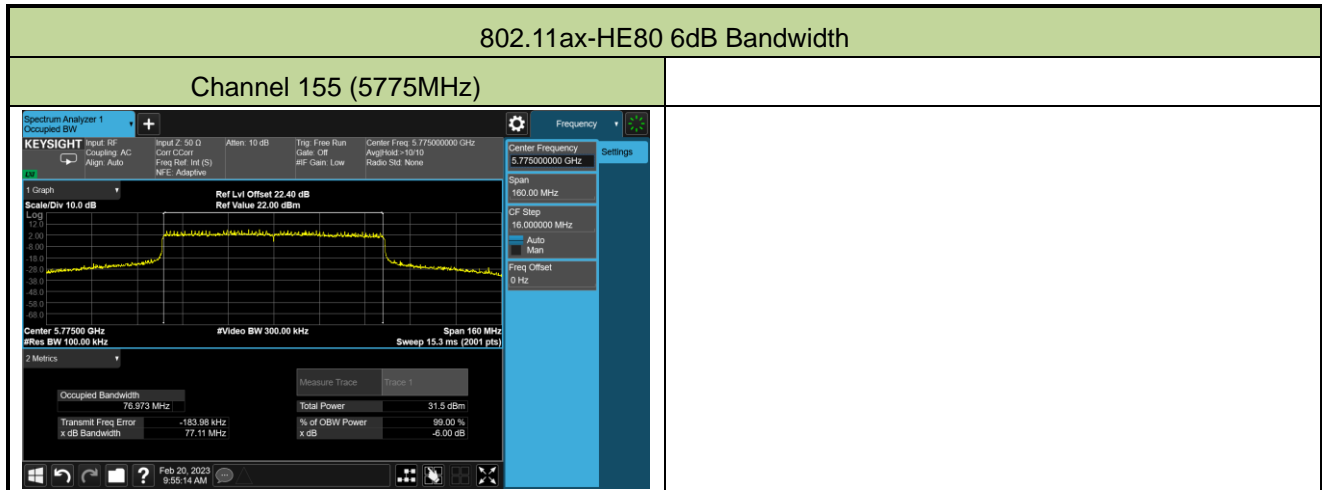 802.11ax-HE80 6dB Bandwidth
Channel 155 (5775MHz)
Spectrum Analyzer 1
Occupied BW
+
Frequency
KEYSIGHT
Input: RF
Coupling: AC
Align: Auto
Input Z: 50 Ω
Corr CCorr
Freq Ref: Int (S)
NFE: Adaptive
Atten: 10 dB
Trig: Free Run
Gate: Off
#IF Gain: Low
Center Freq: 5.775000000 GHz
Avg|Hold:>10/10
Radio Std: None
Center Frequency
5.775000000 GHz
Settings
Span
160.00 MHz
CF Step
16.000000 MHz
Auto
Man
Freq Offset
0 Hz
1 Graph
Ref Lvl Offset 22.40 dB
Scale/Div 10.0 dB
Ref Value 22.00 dBm
Log
12.0
2.00
-8.00
-18.0
-28.0
-38.0
-48.0
-58.0
-68.0
Center 5.77500 GHz
#Video BW 300.00 kHz
Span 160 MHz
#Res BW 100.00 kHz
Sweep 15.3 ms (2001 pts)
2 Metrics
Measure Trace
Trace 1
Occupied Bandwidth
76.973 MHz
Total Power
31.5 dBm
Transmit Freq Error
-183.98 kHz
% of OBW Power
99.00 %
x dB Bandwidth
77.11 MHz
x dB
-6.00 dB
?
Feb 20, 2023
9:55:14 AM